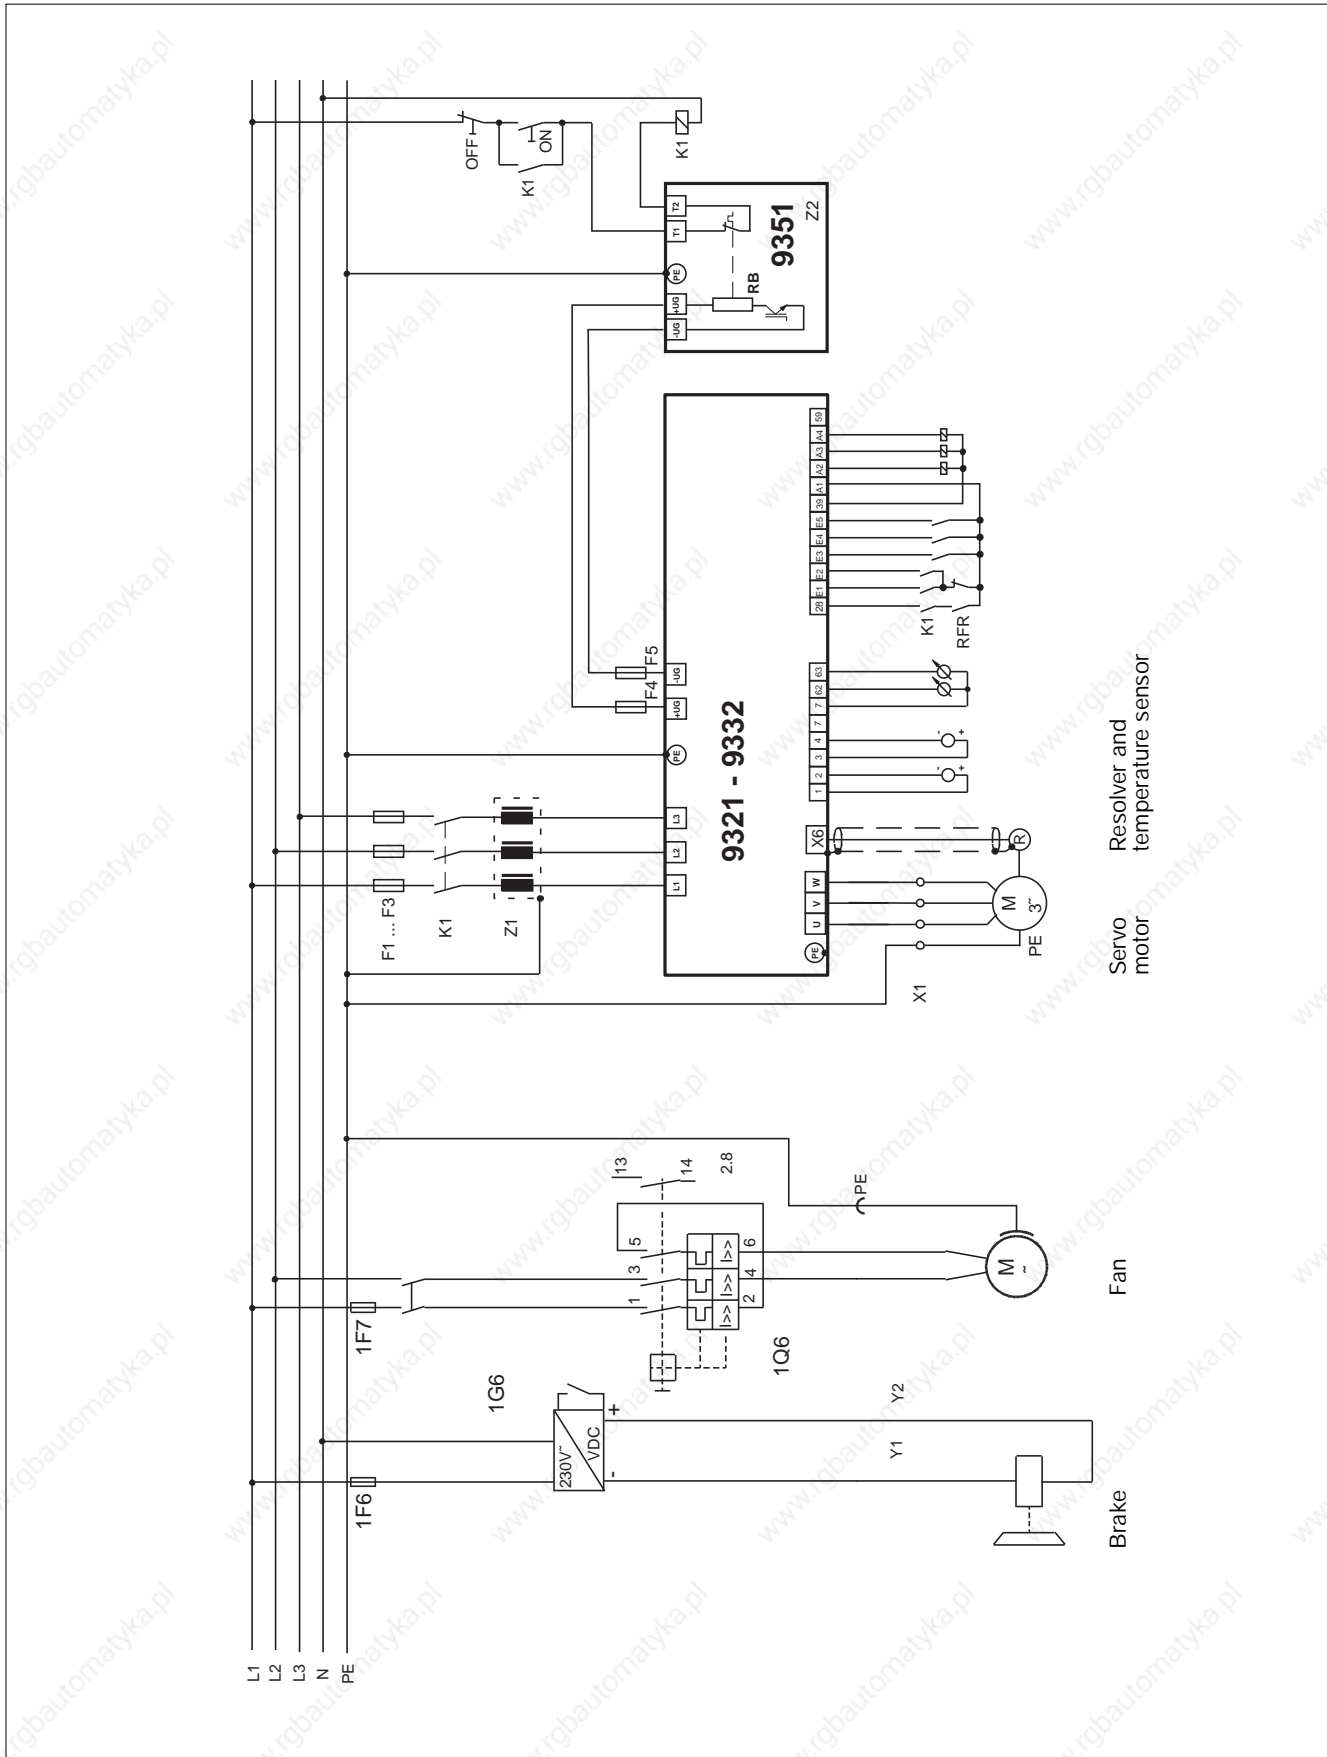 L1
L2
L3
N
PE
1F6
1F7
F1 ... F3
K1
Z1
OFF
ON
K1
K1
1G6
230V~
VDC
+
-
1Q6
1
3
5
13
14
2.8
I>>
I>>
I>>
2
4
6
PE
Y1
Y2
M
~
X1
L1
L2
L3
PE
+UG
-UG
F4
F5
9321 - 9332
PE
U
V
W
X6
1
2
3
4
7
7
62
63
28
E1
E2
E3
E4
E5
39
A1
A2
A3
A4
59
-
+
-
+
K1
RFR
M
3~
PE
R
-UG
+UG
PE
T1
T2
RB
9351
Z2
Brake
Fan
Servo
motor
Resolver and
temperature sensor
www.rgbautomatyka.pl